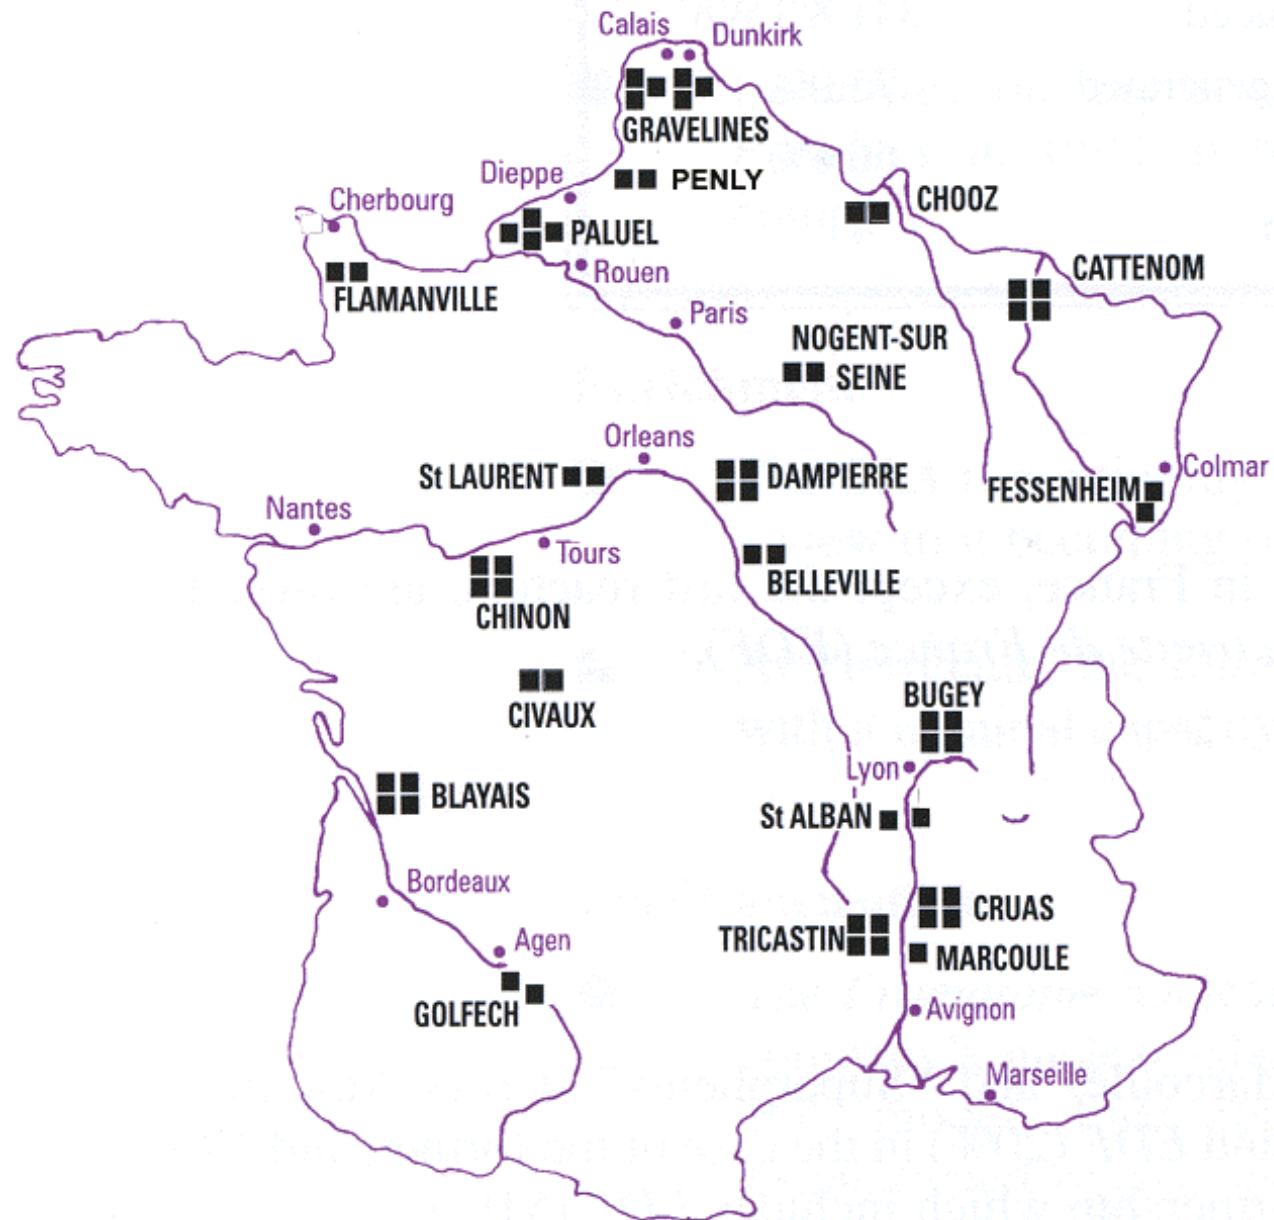 Calais
Dunkirk
GRAVELINES
Dieppe
PENLY
Cherbourg
CHOOZ
PALUEL
Rouen
CATTENOM
FLAMANVILLE
Paris
NOGENT-SUR
SEINE
Orleans
St LAURENT
DAMPIERRE
Colmar
FESSENHEIM
Nantes
Tours
BELLEVILLE
CHINON
CIVAUX
BUGEY
Lyon
BLAYAIS
St ALBAN
Bordeaux
CRUAS
TRICASTIN
Agen
MARCOULE
GOLFECH
Avignon
Marseille